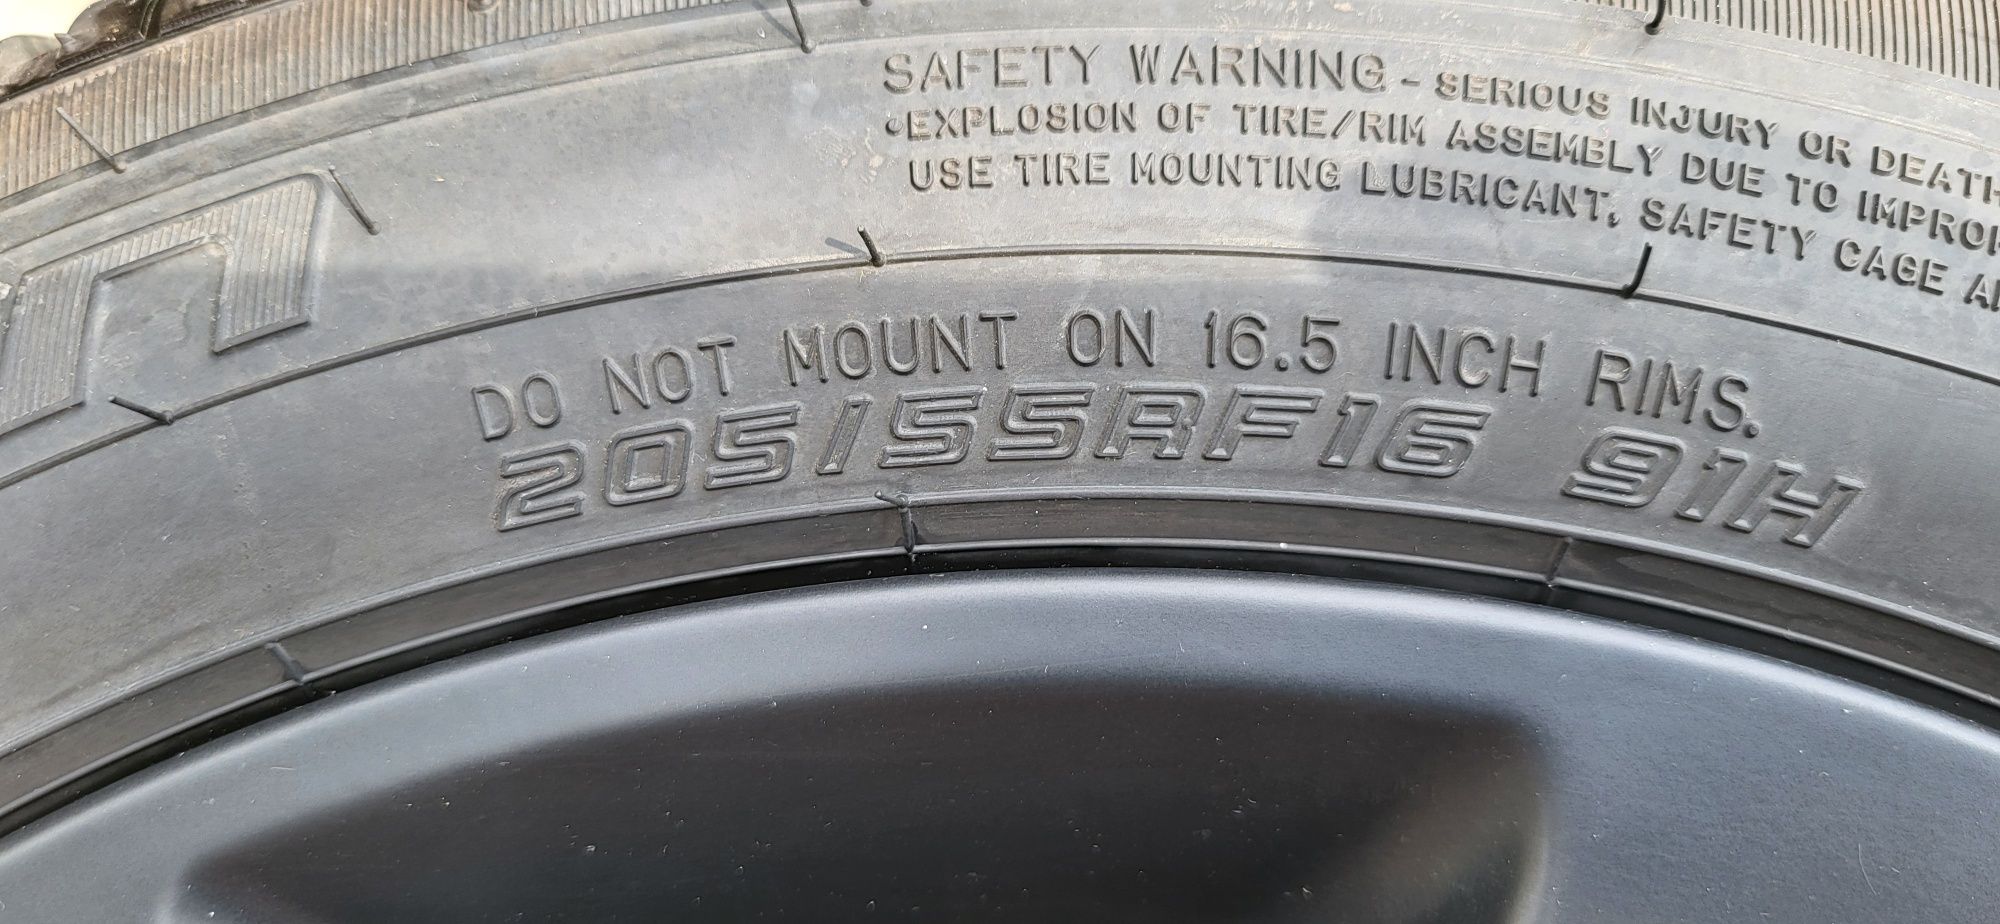 SAFETY WARNING - SERIOUS INJURY OR DEATH
•EXPLOSION OF TIRE/RIM ASSEMBLY DUE TO
USE TIRE MOUNTING LUBRICANT, SAFETY CAGE
DO NOT MOUNT ON 16.5 INCH RIMS.
205/55RF16 91H